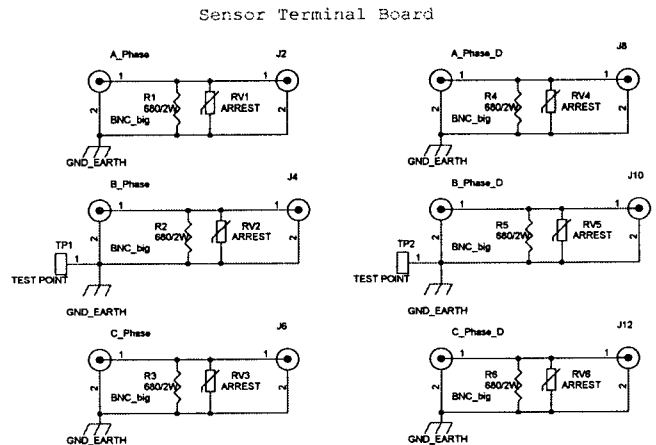 Sensor Terminal Board
A_Phase
J2
1
1
R1
680/2W
RV1
ARREST
2
2
BNC_big
GND_EARTH
A_Phase_D
J8
1
1
R4
680/2W
RV4
ARREST
2
2
BNC_big
GND_EARTH
B_Phase
J4
1
1
R2
680/2W
RV2
ARREST
2
2
BNC_big
TP1
1
TEST POINT
GND_EARTH
B_Phase_D
J10
1
1
R5
680/2W
RV5
ARREST
2
2
BNC_big
TP2
1
TEST POINT
GND_EARTH
C_Phase
J6
1
1
R3
680/2W
RV3
ARREST
2
2
BNC_big
GND_EARTH
C_Phase_D
J12
1
1
R6
680/2W
RV6
ARREST
2
2
BNC_big
GND_EARTH